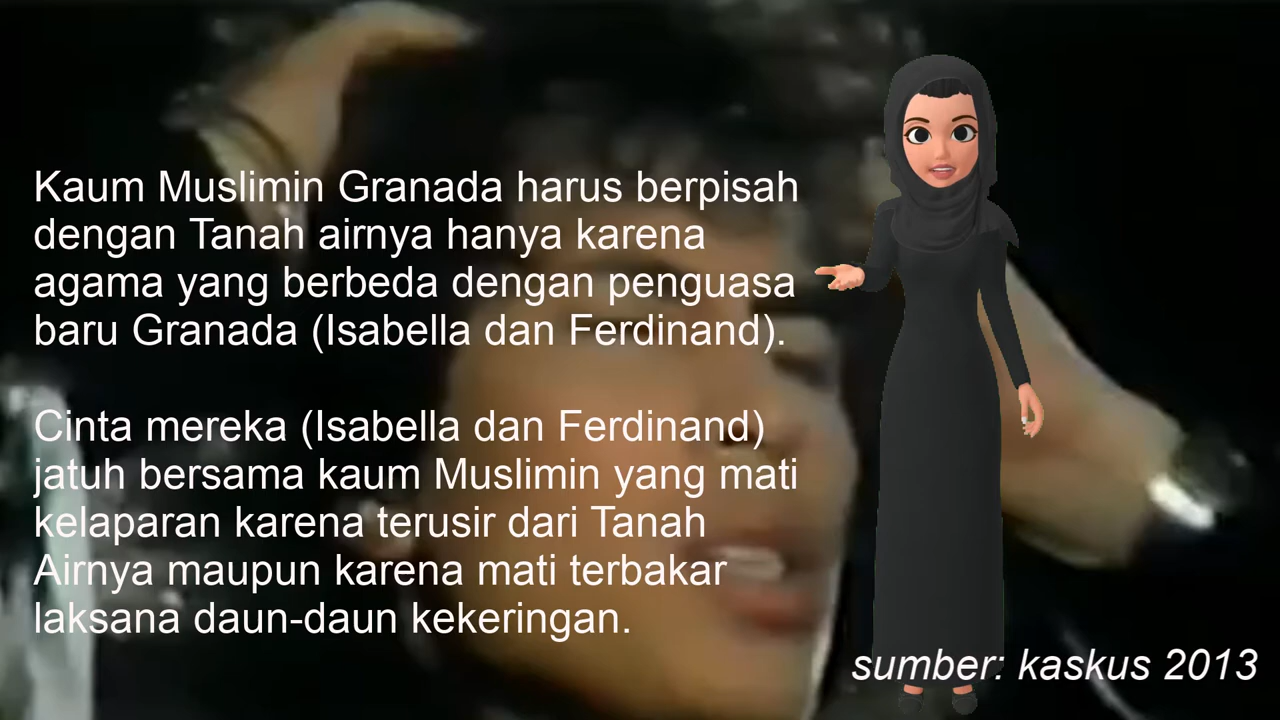 Kaum Muslimin Granada harus berpisah
dengan Tanah airnya hanya karena
agama yang berbeda dengan penguasa
baru Granada (Isabella dan Ferdinand).
Cinta mereka (Isabella dan Ferdinand)
jatuh bersama kaum Muslimin yang mati
kelaparan karena terusir dari Tanah
Airnya maupun karena mati terbakar
laksana daun-daun kekeringan.
sumber: kaskus 2013